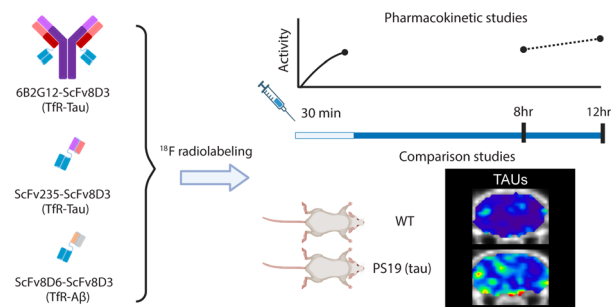 6B2G12-ScFv8D3
(TfR-Tau)
ScFv235-ScFv8D3
(TfR-Tau)
ScFv8D6-ScFv8D3
(TfR-Aβ)
¹⁸F radiolabeling
Pharmacokinetic studies
Activity
30 min
8hr
12hr
Comparison studies
WT
PS19 (tau)
TAUs